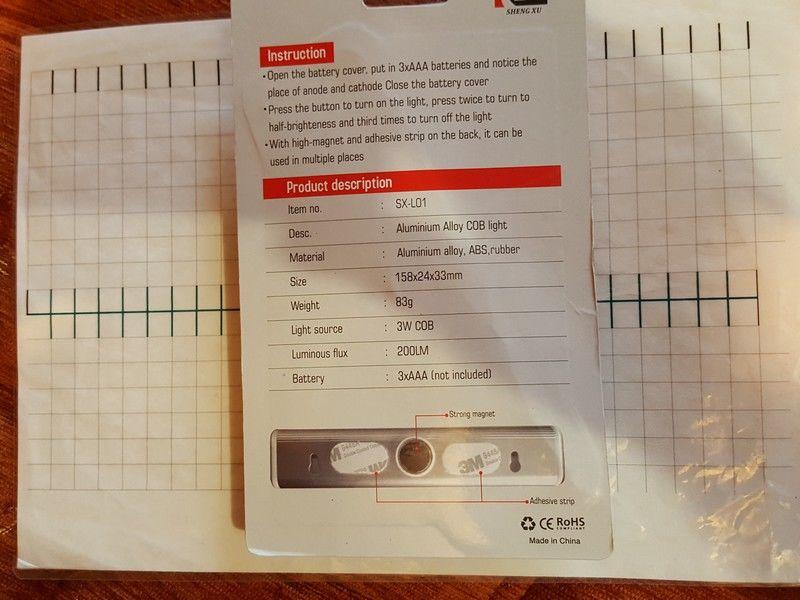 SHENG XU
Instruction
•Open the battery cover, put in 3xAAA batteries and notice the
place of anode and cathode Close the battery cover
•Press the button to turn on the light, press twice to turn to
half-brighteness and third times to turn off the light
•With high-magnet and adhesive strip on the back, it can be
used in multiple places
Product description
Item no. : SX-L01
Desc. : Aluminium Alloy COB light
Material : Aluminium alloy, ABS,rubber
Size : 158x24x33mm
Weight : 83g
Light source : 3W COB
Luminous flux : 200LM
Battery : 3xAAA (not included)
Strong magnet
3M
Adhesive strip
CE RoHS
COMPLIANT
Made in China